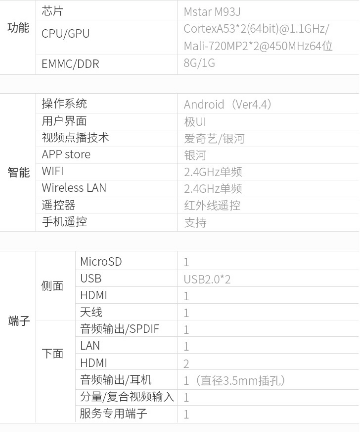 功能
芯片 Mstar M93J
CPU/GPU CortexA53*2(64bit)@1.1GHz/
Mali-720MP2*2@450MHz64位
EMMC/DDR 8G/1G
智能
操作系统 Android（Ver4.4）
用户界面 极UI
视频点播技术 爱奇艺/银河
APP store 银河
WIFI 2.4GHz单频
Wireless LAN 2.4GHz单频
遥控器 红外线遥控
手机遥控 支持
端子
侧面
MicroSD 1
USB USB2.0*2
HDMI 1
天线 1
下面
音频输出/SPDIF 1
LAN 1
HDMI 2
音频输出/耳机 1（直径3.5mm插孔）
分量/复合视频输入 1
服务专用端子 1